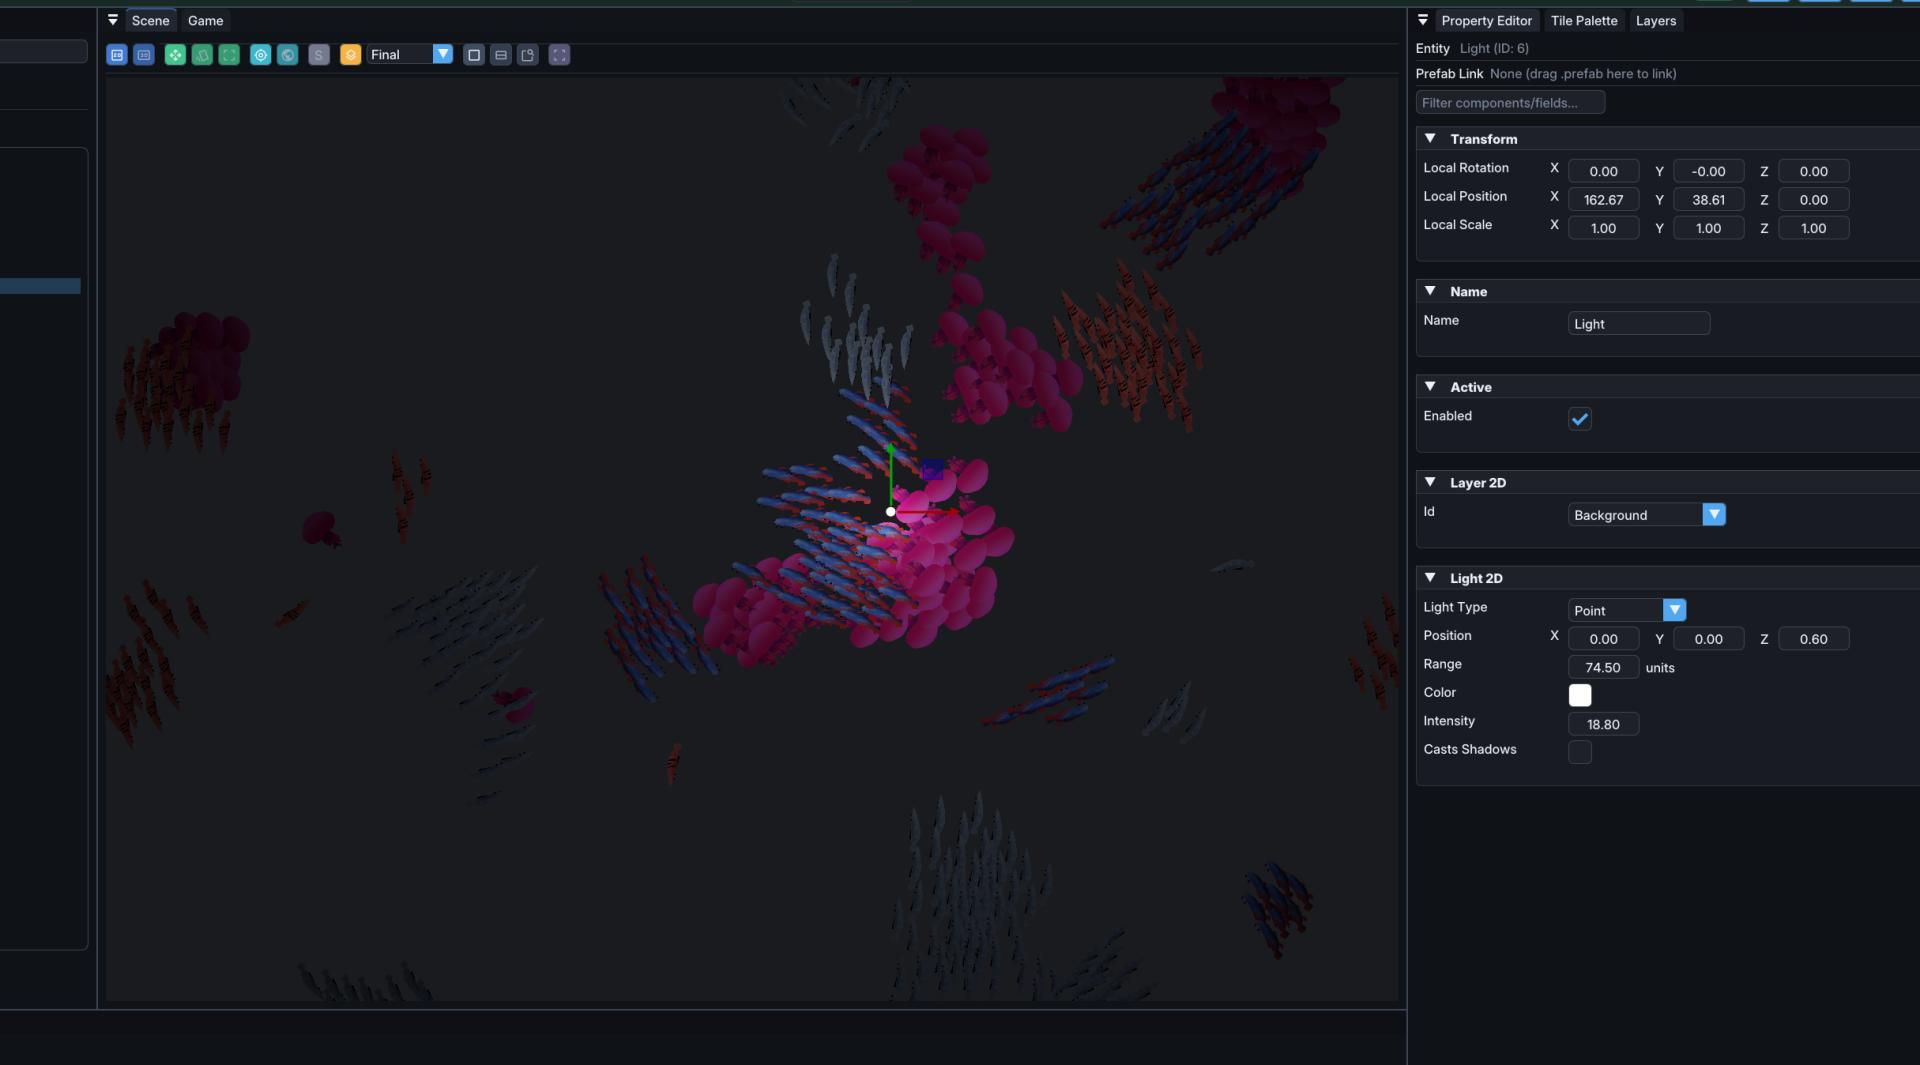 Scene Game
Final
S
Property Editor Tile Palette Layers
Entity Light (ID: 6)
Prefab Link None (drag .prefab here to link)
Filter components/fields...
Transform
Local Rotation X 0.00 Y -0.00 Z 0.00
Local Position X 162.67 Y 38.61 Z 0.00
Local Scale X 1.00 Y 1.00 Z 1.00
Name
Name Light
Active
Enabled
Layer 2D
Id Background
Light 2D
Light Type Point
Position X 0.00 Y 0.00 Z 0.60
Range 74.50 units
Color
Intensity 18.80
Casts Shadows